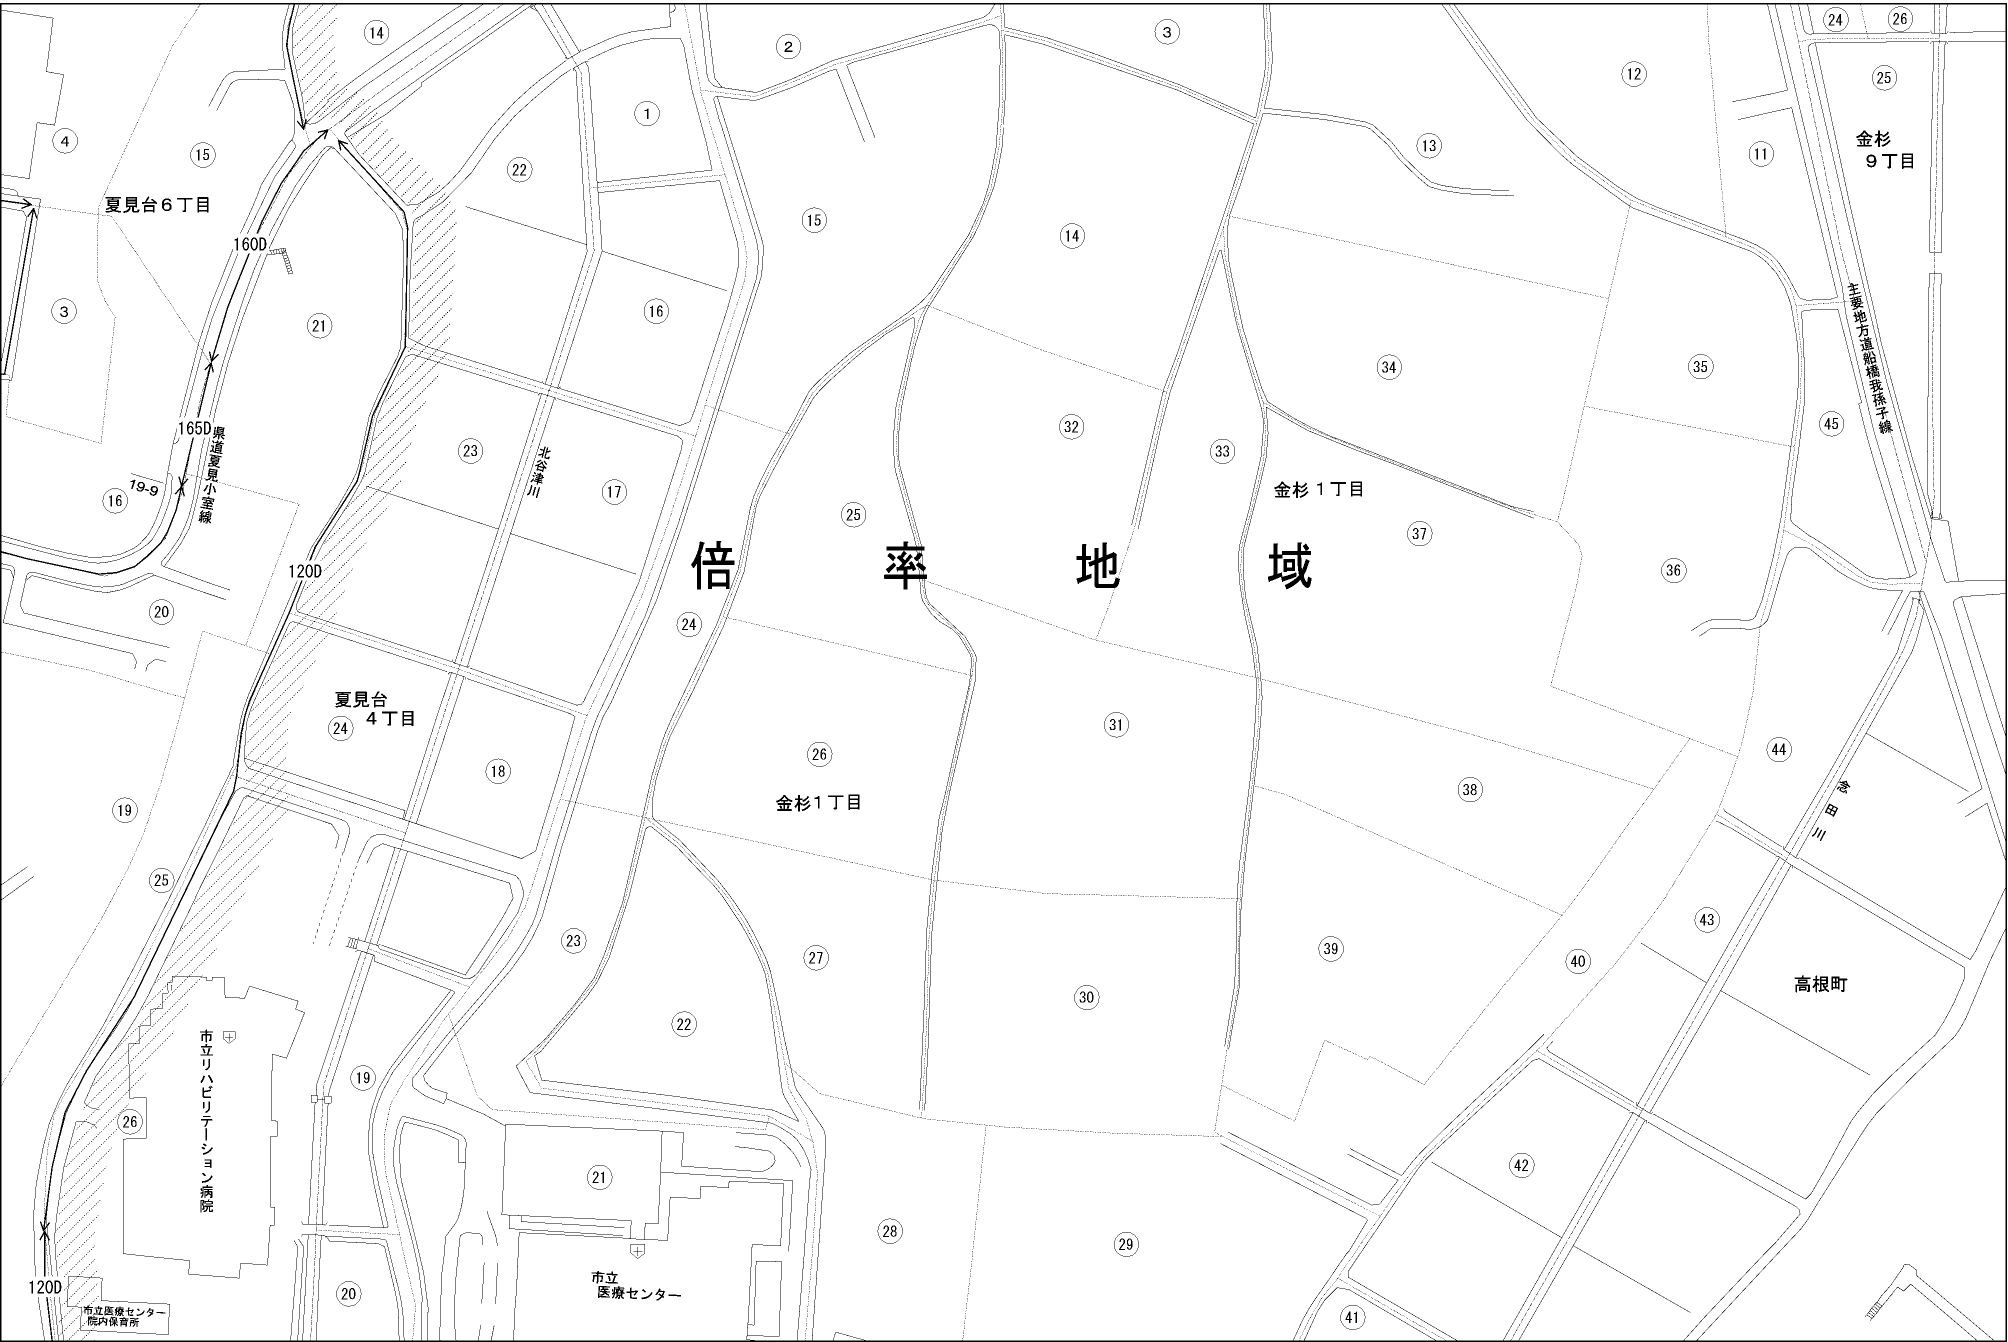 14
2
3
24
26
12
25
4
15
1
22
13
11
金杉
9丁目
夏見台6丁目
160D
15
14
3
21
16
主要地方道船橋我孫子線
34
35
165D
県道夏見小室線
23
北谷津川
32
33
45
19-9
16
17
25
金杉1丁目
37
倍率地域
120D
36
20
24
夏見台
4丁目
24
18
26
31
44
19
金杉1丁目
38
念田川
25
23
27
39
43
40
30
高根町
22
市立リハビリテーション病院
19
26
21
42
28
29
120D
市立
医療センター
20
市立医療センター
院内保育所
41